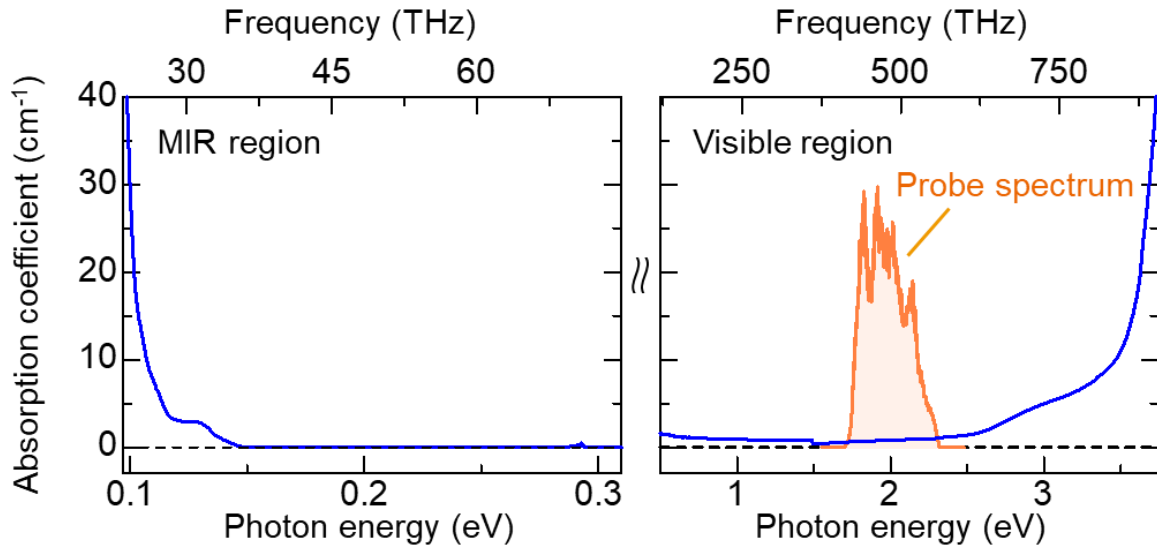 Frequency (THz)
Frequency (THz)
30 45 60
250 500 750
Absorption coefficient (cm⁻¹)
40
30
20
10
0
MIR region
Visible region
Probe spectrum
0.1 0.2 0.3
1 2 3
Photon energy (eV)
Photon energy (eV)